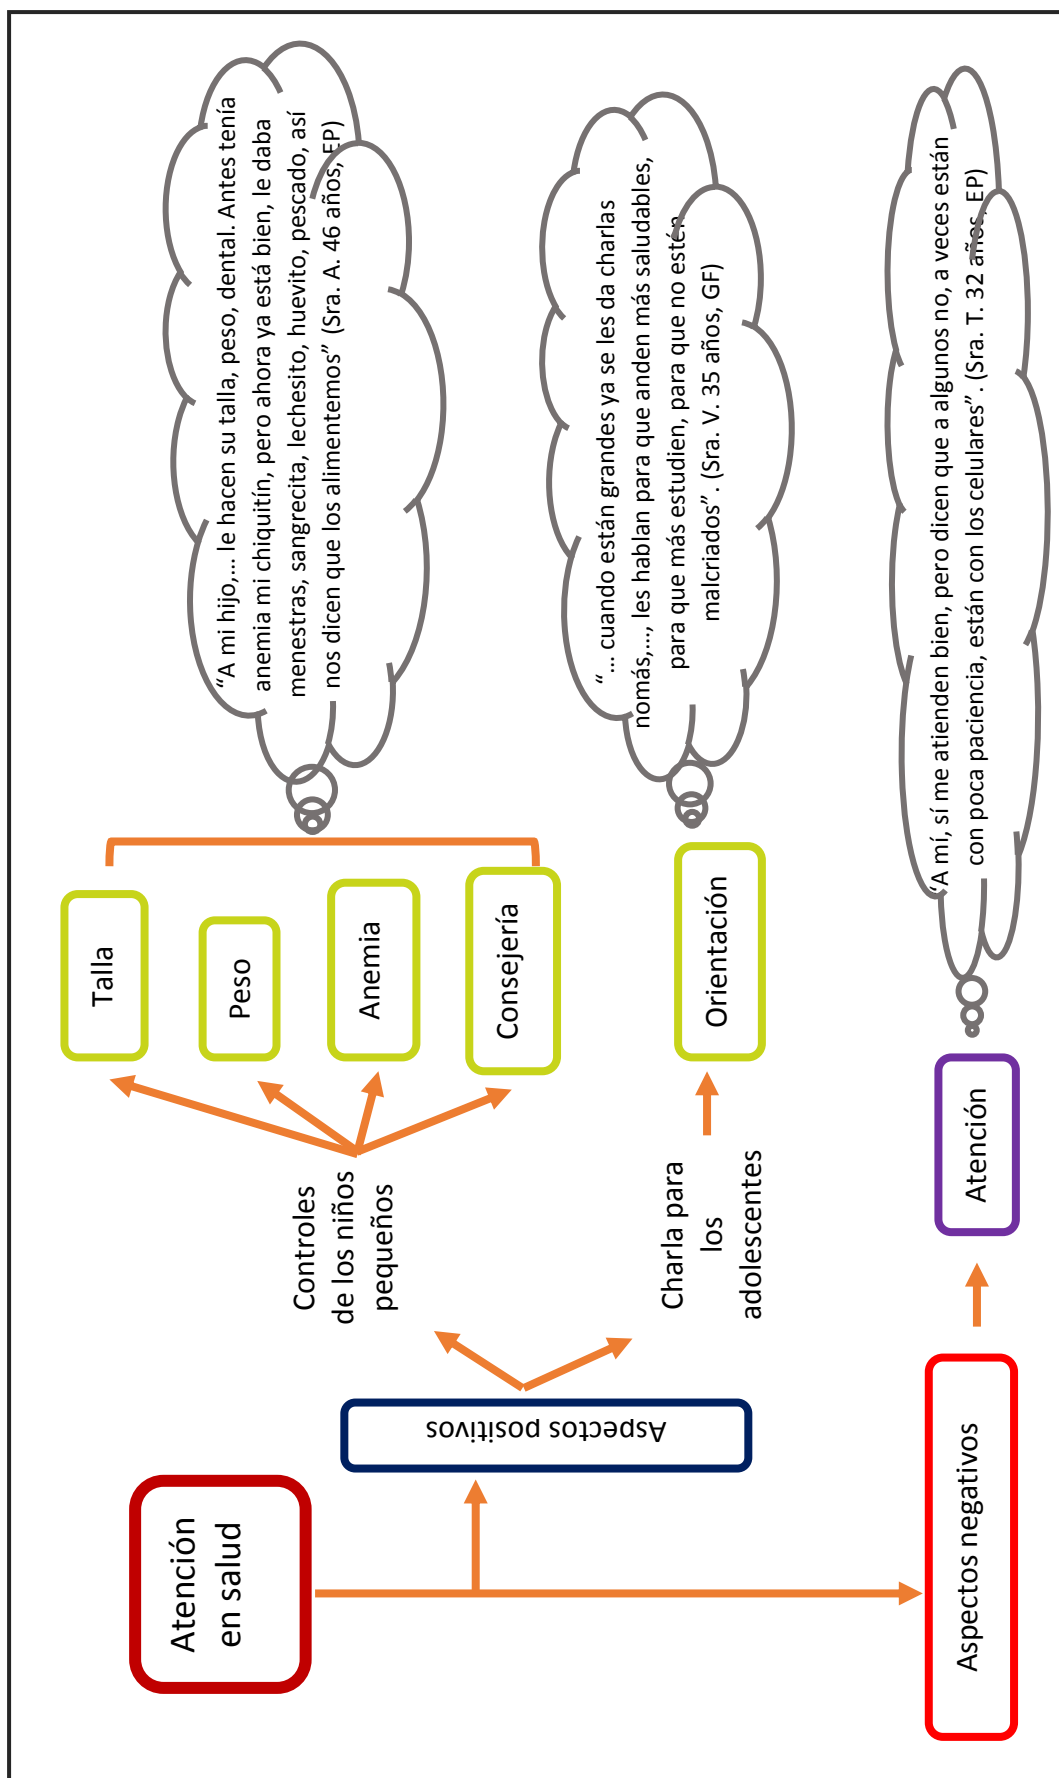 Atención
en salud
Aspectos positivos
Controles
de los niños
pequeños
Talla
Peso
Anemia
Consejería
“A mi hijo,... le hacen su talla, peso, dental. Antes tenía
anemia mi chiquitín, pero ahora ya está bien, le daba
menestras, sangrecita, lechesito, huevito, pescado, así
nos dicen que los alimentemos” (Sra. A. 46 años, EP)
Charla para
los
adolescentes
Orientación
“... cuando están grandes ya se les da charlas
nomás,..., les hablan para que anden más saludables,
para que más estudien, para que no estén
malcriados”. (Sra. V. 35 años, GF)
Aspectos negativos
Atención
“A mí, sí me atienden bien, pero dicen que a algunos no, a veces están
con poca paciencia, están con los celulares”. (Sra. T. 32 años, EP)